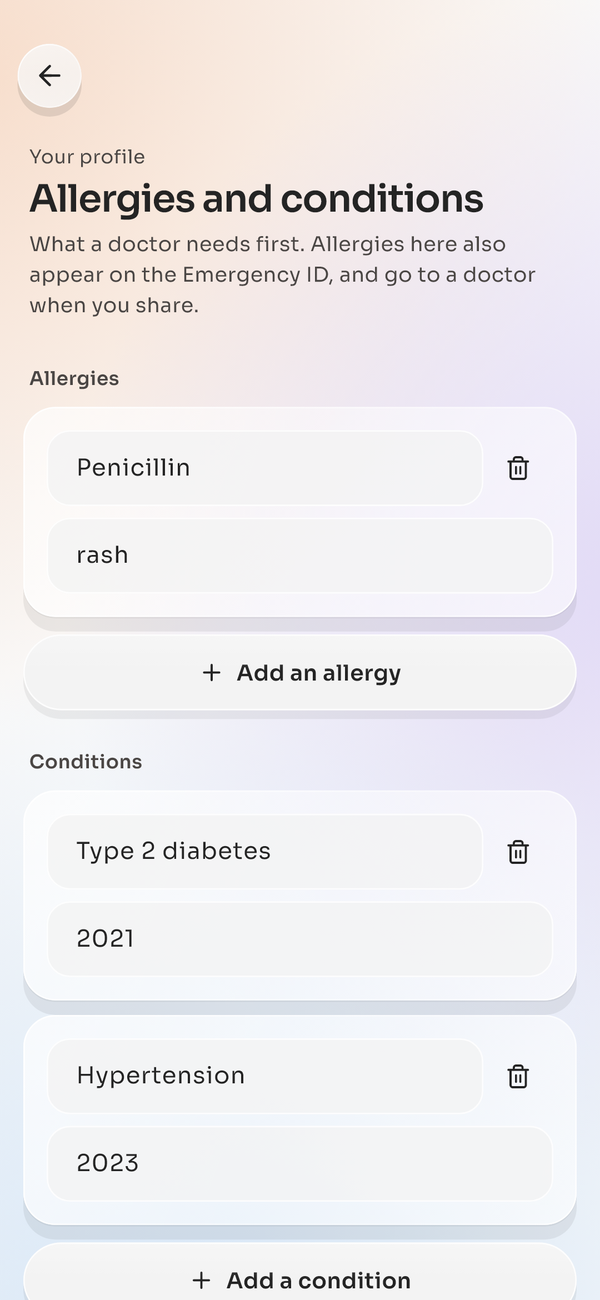 Your profile
Allergies and conditions
What a doctor needs first. Allergies here also
appear on the Emergency ID, and go to a doctor
when you share.
Allergies
Penicillin
rash
Add an allergy
Conditions
Type 2 diabetes
2021
Hypertension
2023
Add a condition